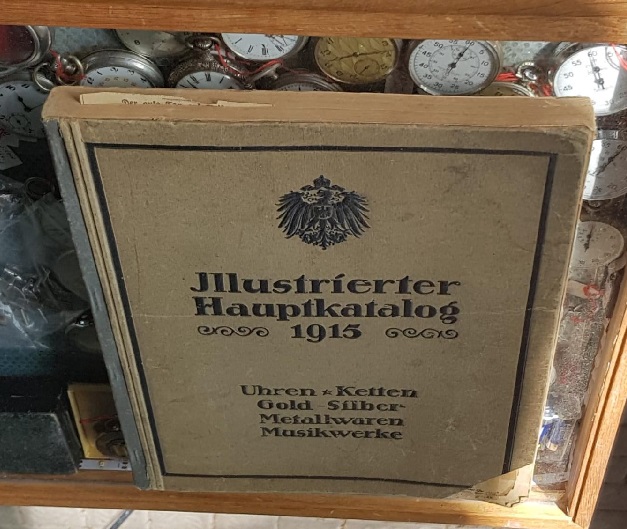 Jllustrierter
Hauptkatalog
1915
Uhren * Ketten
Gold- Silber-
Metallwaren
Musikwerke